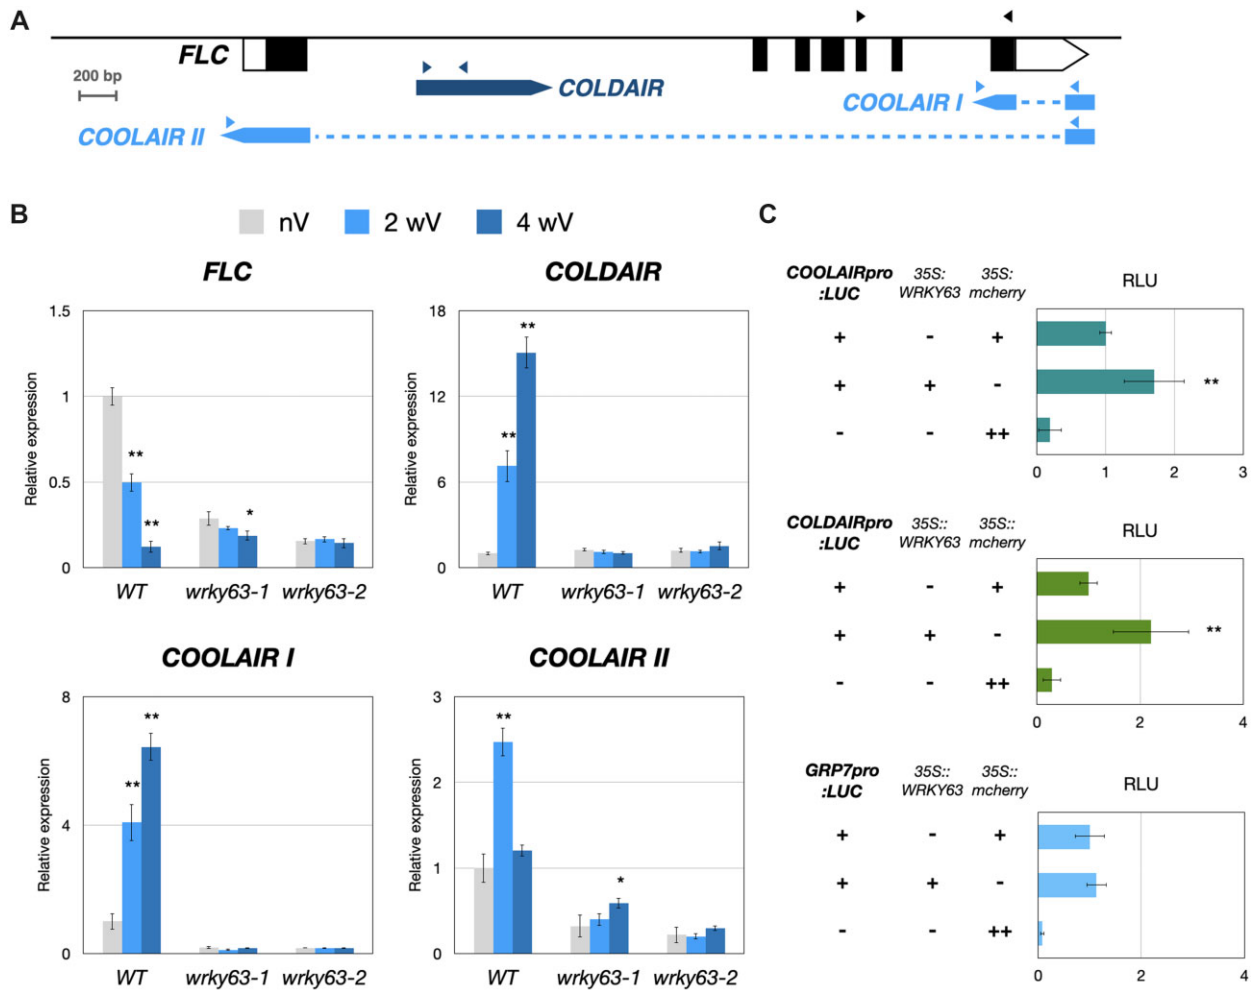 A
FLC
200 bp
COLDAIR
COOLAIR I
COOLAIR II
B
nV 2 wV 4 wV
FLC
1.5
1
0.5
0
Relative expression
** ** *
WT wrky63-1 wrky63-2
COLDAIR
18
12
6
0
Relative expression
** **
WT wrky63-1 wrky63-2
COOLAIR I
8
4
0
Relative expression
** **
WT wrky63-1 wrky63-2
COOLAIR II
3
2
1
0
Relative expression
** *
WT wrky63-1 wrky63-2
C
COOLAIRpro 35S: 35S:
:LUC WRKY63 mcherry
RLU
+ - +
+ + - **
- - ++
0 1 2 3
COLDAIRpro 35S:: 35S::
:LUC WRKY63 mcherry
RLU
+ - +
+ + - **
- - ++
0 2 4
GRP7pro 35S:: 35S::
:LUC WRKY63 mcherry
RLU
+ - +
+ + -
- - ++
0 2 4